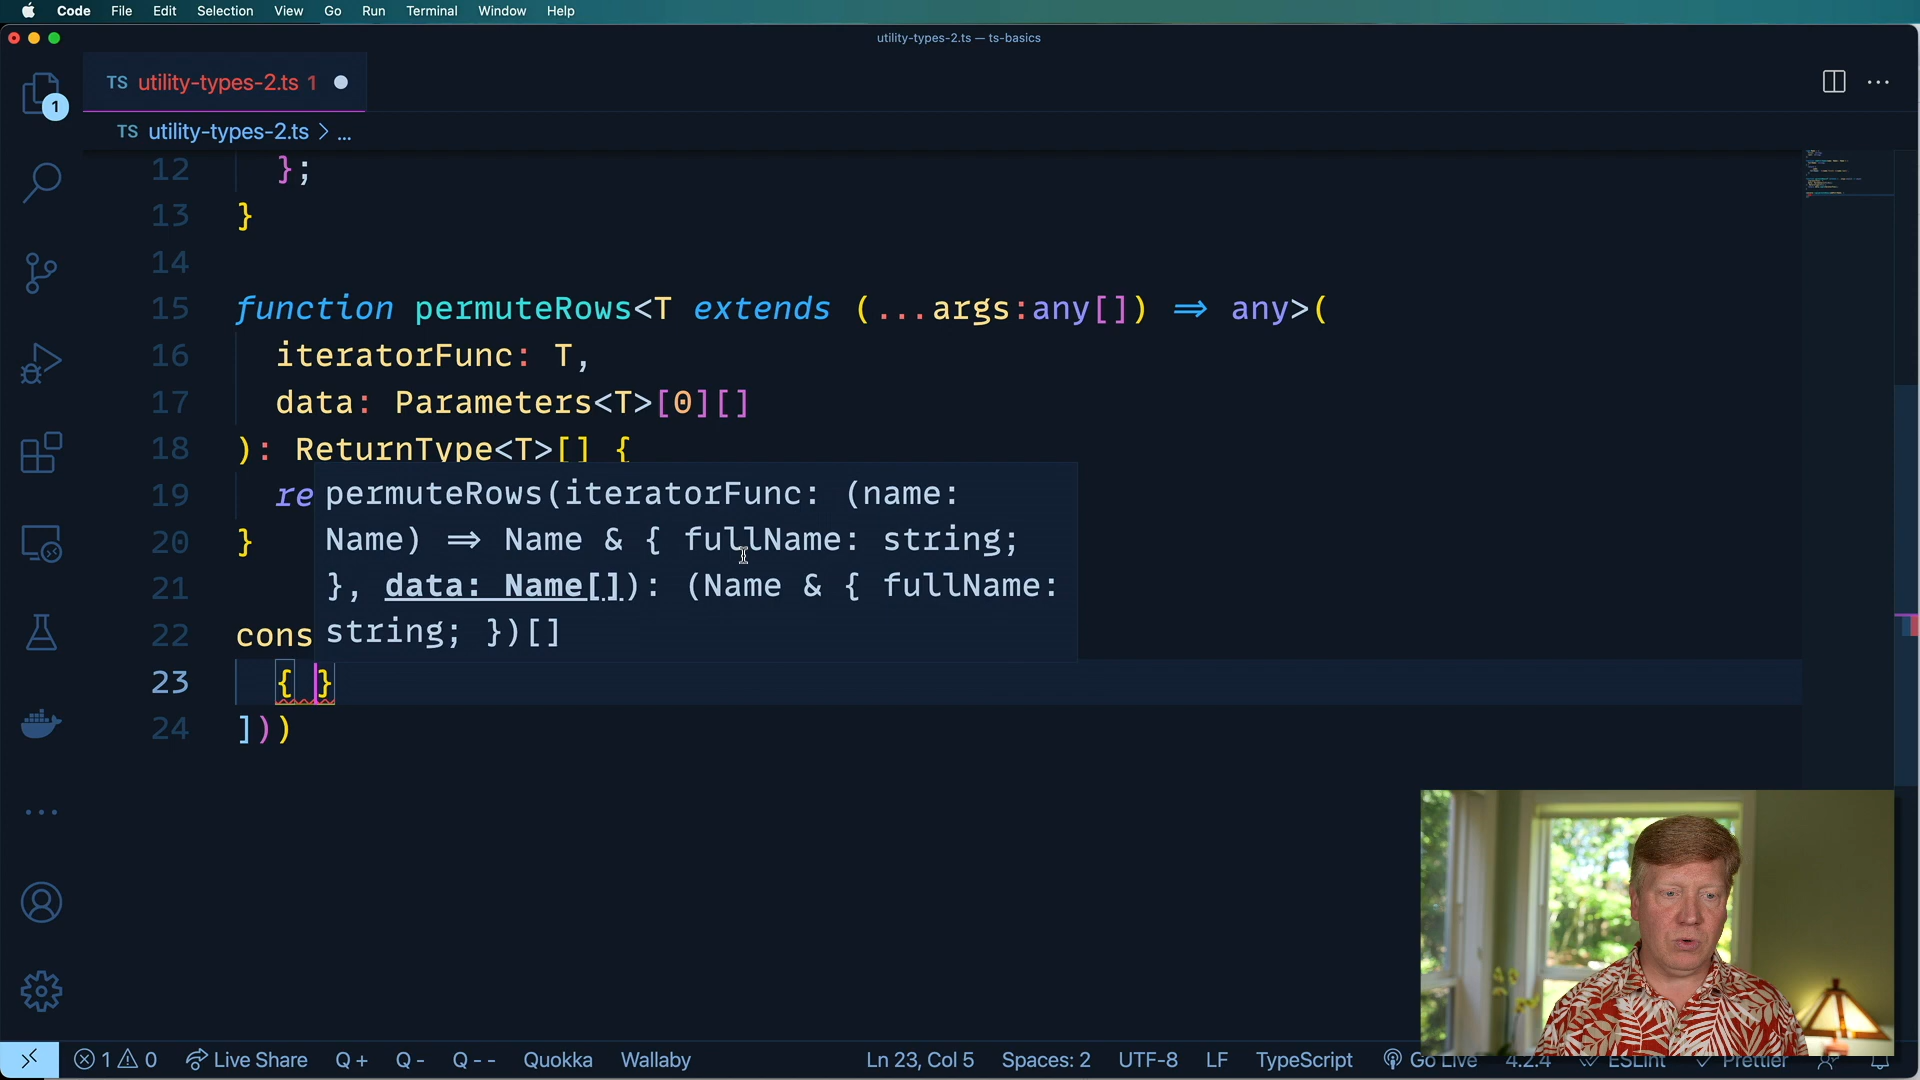 Code File Edit Selection View Go Run Terminal Window Help
utility-types-2.ts — ts-basics
TS utility-types-2.ts 1
1
TS utility-types-2.ts > ...
12 };
13 }
14
15 function permuteRows<T extends (...args:any[]) => any>(
16 iteratorFunc: T,
17 data: Parameters<T>[0][]
18 ): ReturnType<T>[] {
19 re
permuteRows(iteratorFunc: (name:
Name) => Name & { fullName: string;
}, data: Name[]): (Name & { fullName:
string; })[]
20 }
21
22 cons
23 { }
24 ]))
1 0 Live Share Q + Q - Q - - Quokka Wallaby Ln 23, Col 5 Spaces: 2 UTF-8 LF TypeScript Go Live 4.2.4 ESLint Prettier